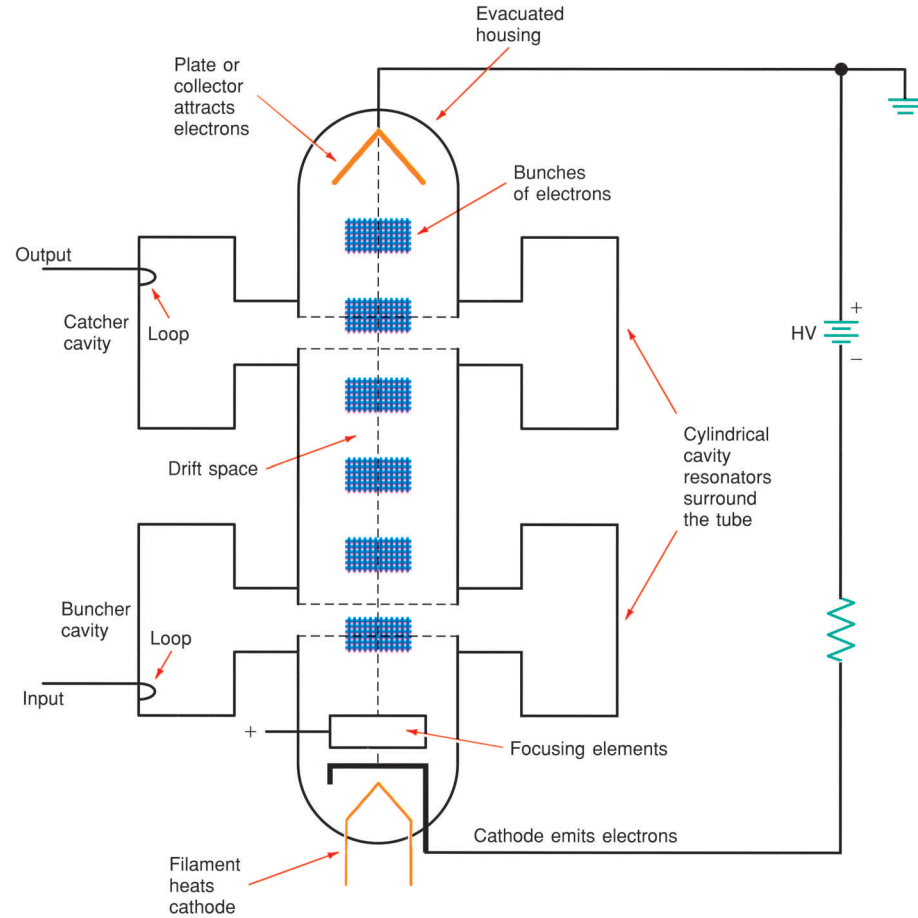 Evacuated
housing
Plate or
collector
attracts
electrons
Bunches
of electrons
Output
Catcher
cavity
Loop
+
HV
−
Cylindrical
cavity
resonators
surround
the tube
Drift space
Buncher
cavity
Loop
Input
+
Focusing elements
Cathode emits electrons
Filament
heats
cathode